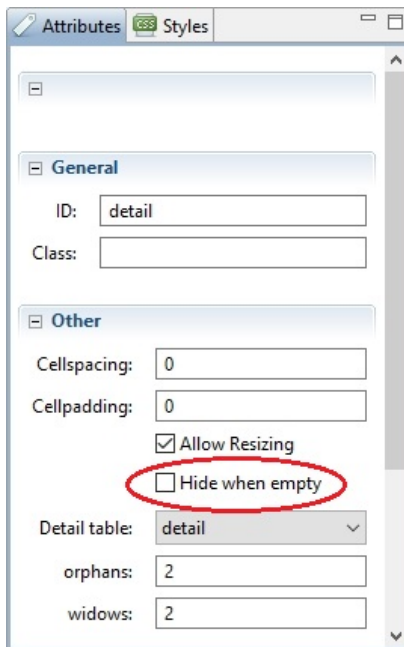 Attributes CSS Styles
General
ID: detail
Class:
Other
Cellspacing: 0
Cellpadding: 0
Allow Resizing
Hide when empty
Detail table: detail
orphans: 2
widows: 2